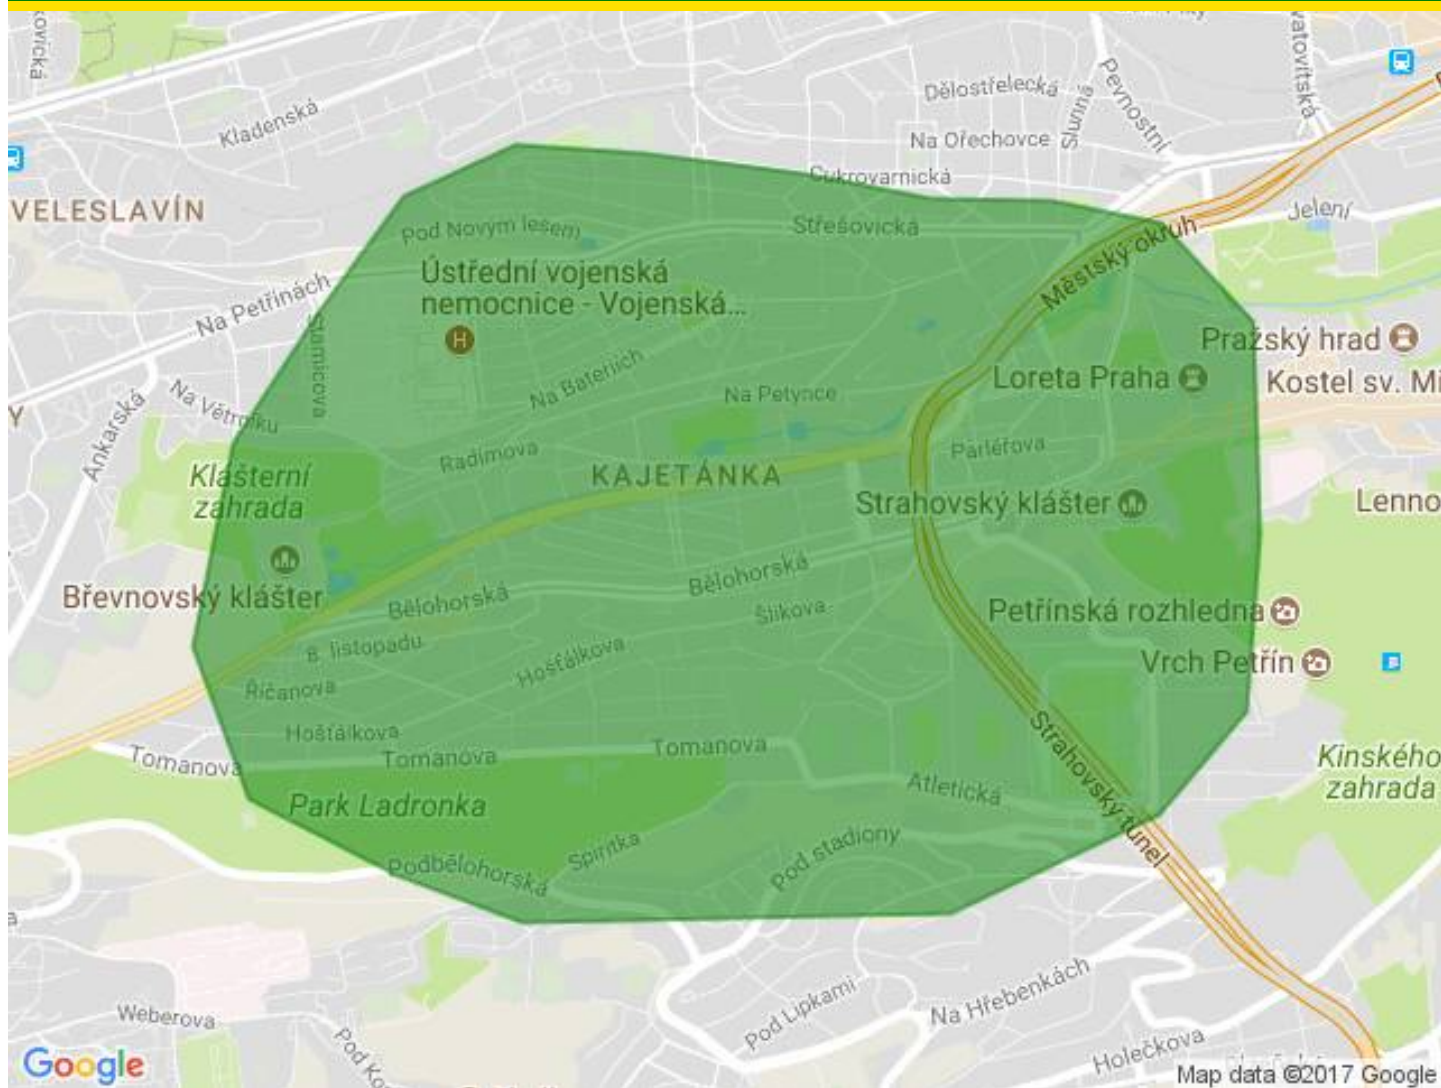 Kladenská
Dělostřelecká
Pevnostní
Slunná
Na Ořechovce
Cukrovarnická
VELESLAVÍN
Jelení
Pod Novým lesem
Střešovická
Městský okruh
Ústřední vojenská
nemocnice - Vojenská...
Na Petřinách
H
Pražský hrad
Loreta Praha
Kostel sv. Mi
Na Bateriích
Na Petynce
Na Větrníku
Ankarská
Radimova
Parléřova
KAJETÁNKA
Klášterní
zahrada
Strahovský klášter
Lenno
Břevnovský klášter
Bělohorská
Bělohorská
Šlikova
Petřínská rozhledna
8. listopadu
Hošťálkova
Vrch Petřín
Říčanova
Hošťálkova
Tomanova
Tomanova
Tomanova
Strahovský tunel
Kinského
zahrada
Atletická
Park Ladronka
Spiritka
Pod stadiony
Podbělohorská
Na Hřebenkách
Pod Lipkami
Weberova
Holečkova
Google
Map data ©2017 Google